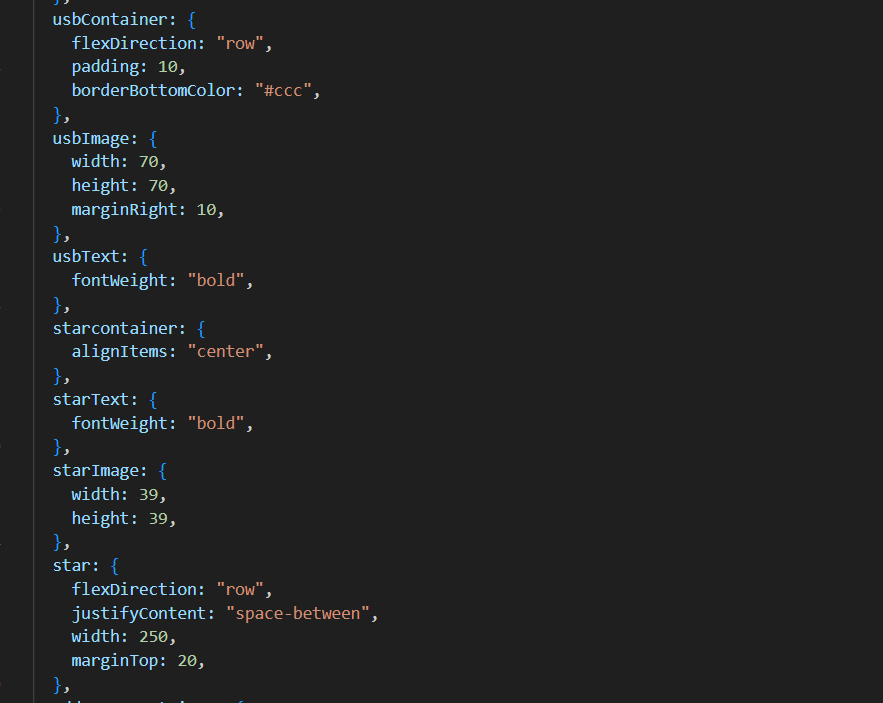 usbContainer: {
flexDirection: "row",
padding: 10,
borderBottomColor: "#ccc",
},
usbImage: {
width: 70,
height: 70,
marginRight: 10,
},
usbText: {
fontWeight: "bold",
},
starcontainer: {
alignItems: "center",
},
starText: {
fontWeight: "bold",
},
starImage: {
width: 39,
height: 39,
},
star: {
flexDirection: "row",
justifyContent: "space-between",
width: 250,
marginTop: 20,
},